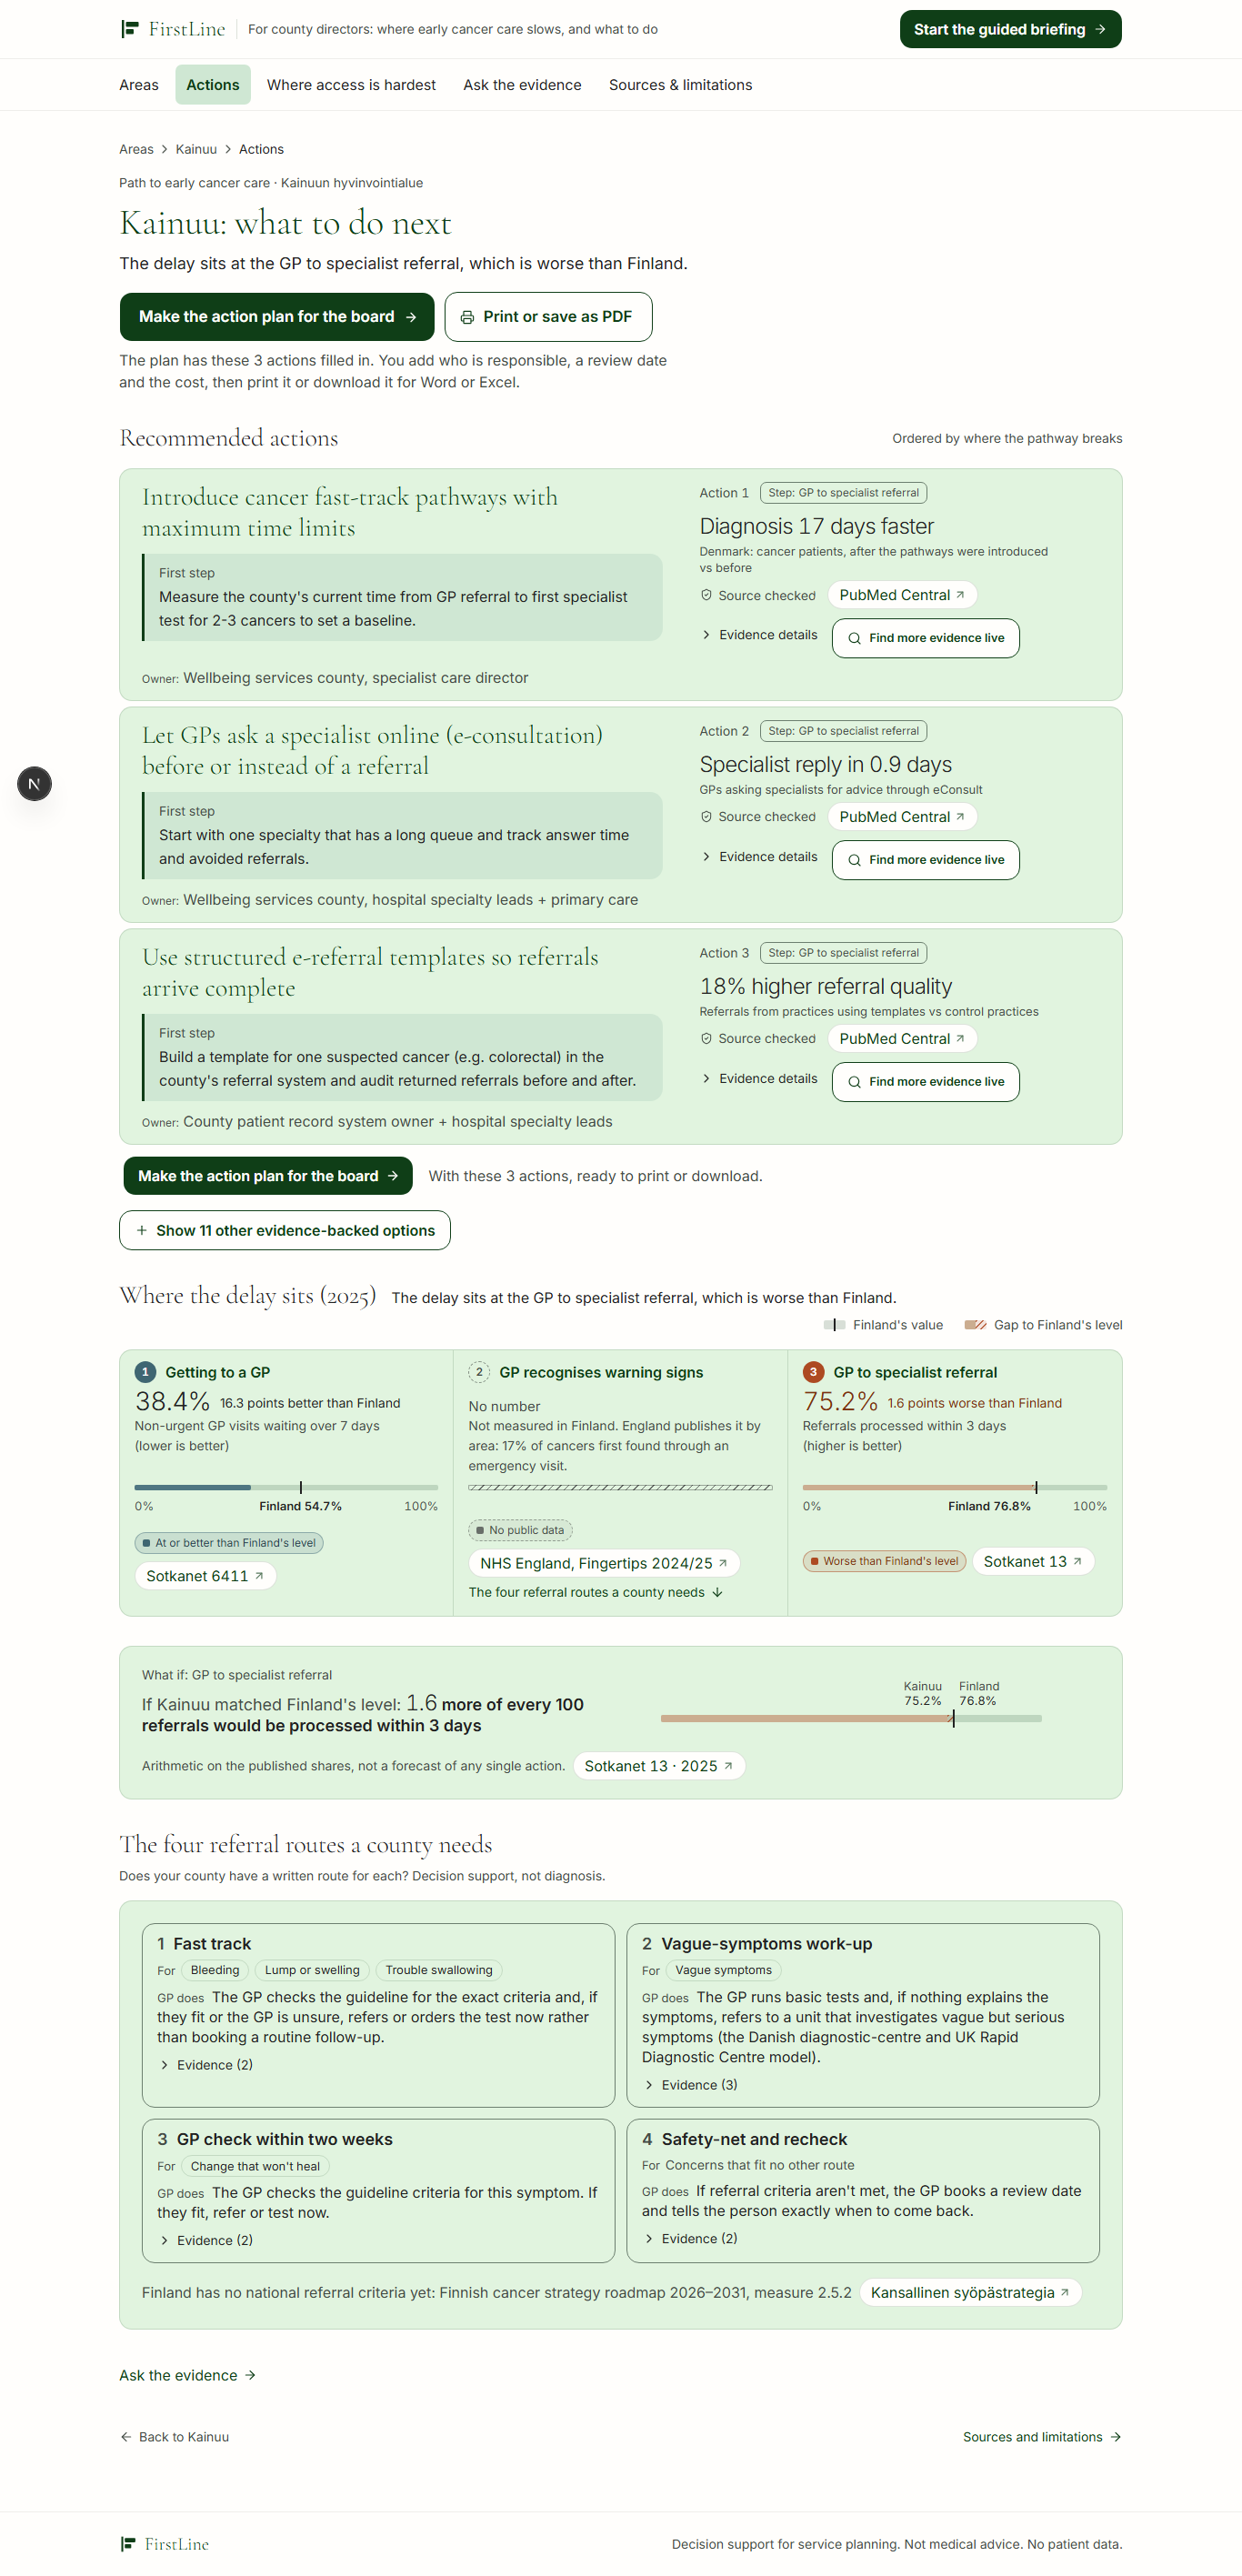 FirstLine
For county directors: where early cancer care slows, and what to do
Start the guided briefing
Areas
Actions
Where access is hardest
Ask the evidence
Sources & limitations
Areas
Kainuu
Actions
Path to early cancer care · Kainuun hyvinvointialue
Kainuu: what to do next
The delay sits at the GP to specialist referral, which is worse than Finland.
Make the action plan for the board
Print or save as PDF
The plan has these 3 actions filled in. You add who is responsible, a review date
and the cost, then print it or download it for Word or Excel.
Recommended actions
Ordered by where the pathway breaks
Introduce cancer fast-track pathways with
maximum time limits
First step
Measure the county's current time from GP referral to first specialist
test for 2-3 cancers to set a baseline.
Owner: Wellbeing services county, specialist care director
Action 1
Step: GP to specialist referral
Diagnosis 17 days faster
Denmark: cancer patients, after the pathways were introduced
vs before
Source checked
PubMed Central
Evidence details
Find more evidence live
Let GPs ask a specialist online (e-consultation)
before or instead of a referral
First step
Start with one specialty that has a long queue and track answer time
and avoided referrals.
Owner: Wellbeing services county, hospital specialty leads + primary care
Action 2
Step: GP to specialist referral
Specialist reply in 0.9 days
GPs asking specialists for advice through eConsult
Source checked
PubMed Central
Evidence details
Find more evidence live
Use structured e-referral templates so referrals
arrive complete
First step
Build a template for one suspected cancer (e.g. colorectal) in the
county's referral system and audit returned referrals before and after.
Owner: County patient record system owner + hospital specialty leads
Action 3
Step: GP to specialist referral
18% higher referral quality
Referrals from practices using templates vs control practices
Source checked
PubMed Central
Evidence details
Find more evidence live
Make the action plan for the board
With these 3 actions, ready to print or download.
Show 11 other evidence-backed options
Where the delay sits (2025)
The delay sits at the GP to specialist referral, which is worse than Finland.
Finland's value
Gap to Finland's level
1 Getting to a GP
38.4% 16.3 points better than Finland
Non-urgent GP visits waiting over 7 days
(lower is better)
0%
Finland 54.7%
100%
At or better than Finland's level
Sotkanet 6411
2 GP recognises warning signs
No number
Not measured in Finland. England publishes it by
area: 17% of cancers first found through an
emergency visit.
No public data
NHS England, Fingertips 2024/25
The four referral routes a county needs
3 GP to specialist referral
75.2% 1.6 points worse than Finland
Referrals processed within 3 days
(higher is better)
0%
Finland 76.8%
100%
Worse than Finland's level
Sotkanet 13
What if: GP to specialist referral
If Kainuu matched Finland's level: 1.6 more of every 100
referrals would be processed within 3 days
Kainuu
75.2%
Finland
76.8%
Arithmetic on the published shares, not a forecast of any single action.
Sotkanet 13 · 2025
The four referral routes a county needs
Does your county have a written route for each? Decision support, not diagnosis.
1 Fast track
For Bleeding Lump or swelling Trouble swallowing
GP does The GP checks the guideline for the exact criteria and, if
they fit or the GP is unsure, refers or orders the test now rather
than booking a routine follow-up.
Evidence (2)
2 Vague-symptoms work-up
For Vague symptoms
GP does The GP runs basic tests and, if nothing explains the
symptoms, refers to a unit that investigates vague but serious
symptoms (the Danish diagnostic-centre and UK Rapid
Diagnostic Centre model).
Evidence (3)
3 GP check within two weeks
For Change that won't heal
GP does The GP checks the guideline criteria for this symptom. If
they fit, refer or test now.
Evidence (2)
4 Safety-net and recheck
For Concerns that fit no other route
GP does If referral criteria aren't met, the GP books a review date
and tells the person exactly when to come back.
Evidence (2)
Finland has no national referral criteria yet: Finnish cancer strategy roadmap 2026–2031, measure 2.5.2
Kansallinen syöpästrategia
Ask the evidence
Back to Kainuu
Sources and limitations
FirstLine
Decision support for service planning. Not medical advice. No patient data.